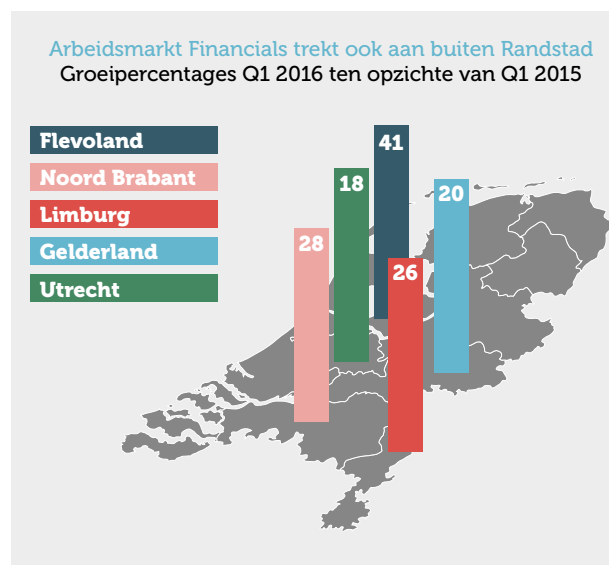 Arbeidsmarkt Financials trekt ook aan buiten Randstad
Groeipercentages Q1 2016 ten opzichte van Q1 2015
Flevoland
Noord Brabant
Limburg
Gelderland
Utrecht
41
18
20
28
26